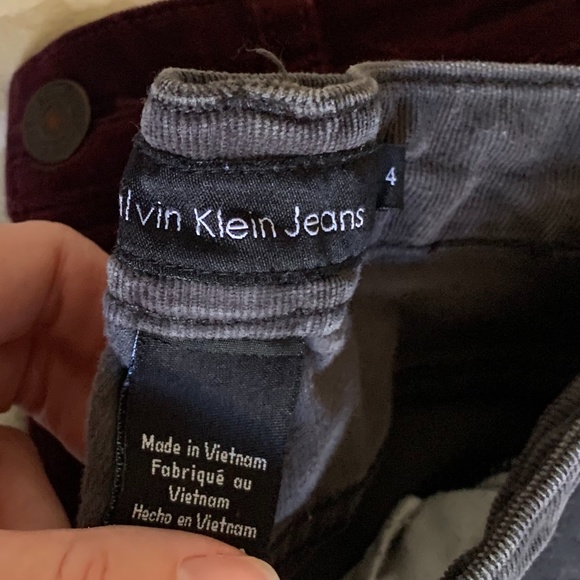 lvin Klein Jeans
4
Made in Vietnam
Fabriqué au
Vietnam
Hecho en Vietnam